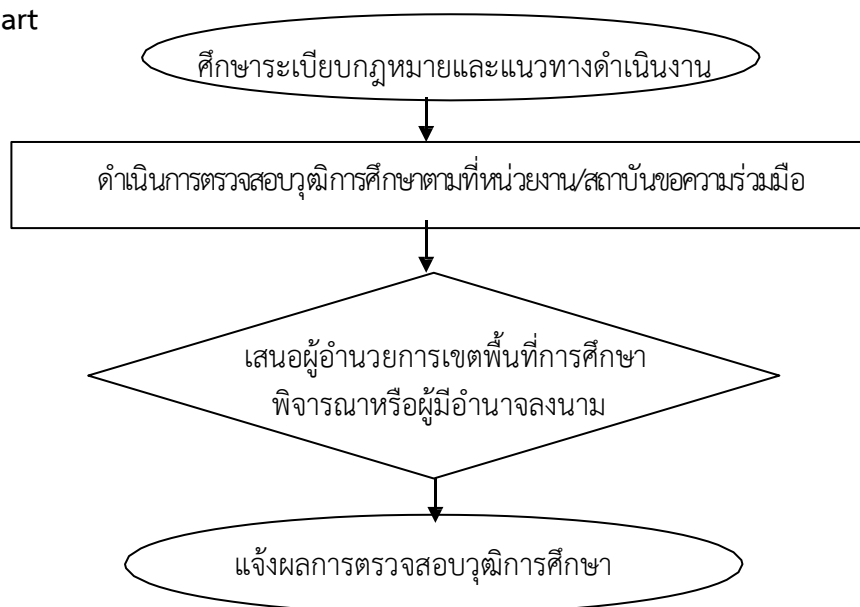 art
ศึกษาระเบียบกฎหมายและแนวทางดำเนินงาน
ดำเนินการตรวจสอบวุฒิการศึกษาตามที่หน่วยงาน/สถาบันขอความร่วมมือ
เสนอผู้อำนวยการเขตพื้นที่การศึกษา
พิจารณาหรือผู้มีอำนาจลงนาม
แจ้งผลการตรวจสอบวุฒิการศึกษา